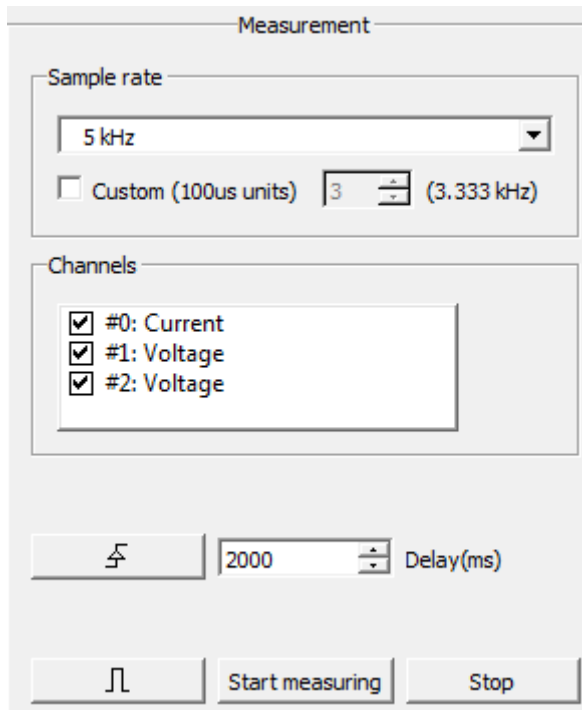 Measurement
Sample rate
5 kHz
Custom (100us units) 3 (3.333 kHz)
Channels
#0: Current
#1: Voltage
#2: Voltage
2000 Delay(ms)
Start measuring Stop